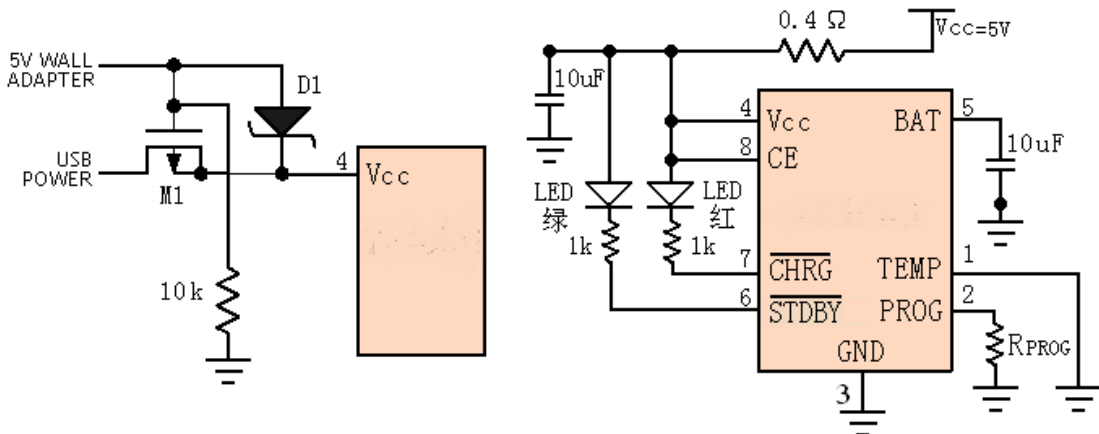 5V WALL
ADAPTER
D1
USB
POWER
M1
4
Vcc
10k
0.4 Ω
Vcc=5V
10uF
4
Vcc
BAT
5
8
CE
10uF
LED
绿
LED
红
1k
1k
7
CHRG
TEMP
1
6
STDBY
PROG
2
GND
RPROG
3